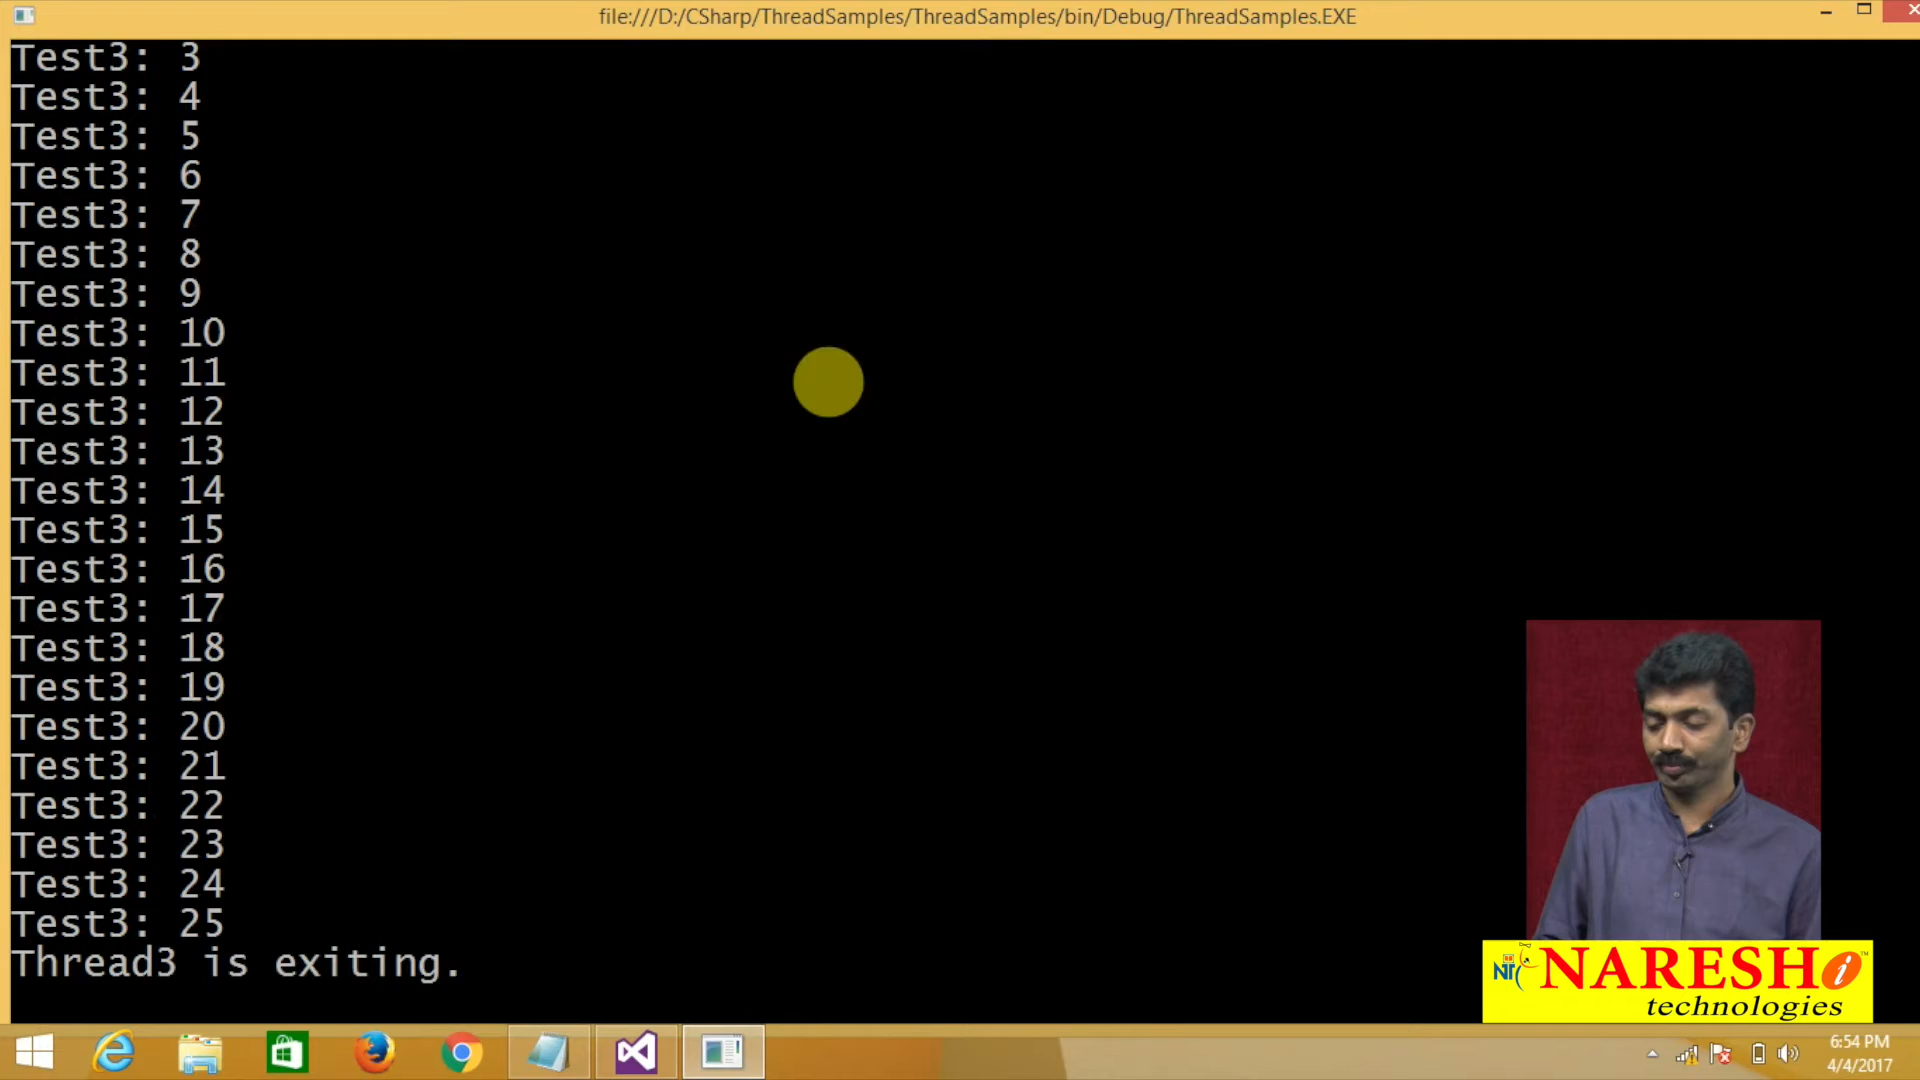 file:///D:/CSharp/ThreadSamples/ThreadSamples/bin/Debug/ThreadSamples.EXE
Test3: 3
Test3: 4
Test3: 5
Test3: 6
Test3: 7
Test3: 8
Test3: 9
Test3: 10
Test3: 11
Test3: 12
Test3: 13
Test3: 14
Test3: 15
Test3: 16
Test3: 17
Test3: 18
Test3: 19
Test3: 20
Test3: 21
Test3: 22
Test3: 23
Test3: 24
Test3: 25
Thread3 is exiting.
NARESH i
technologies
6:54 PM
4/4/2017